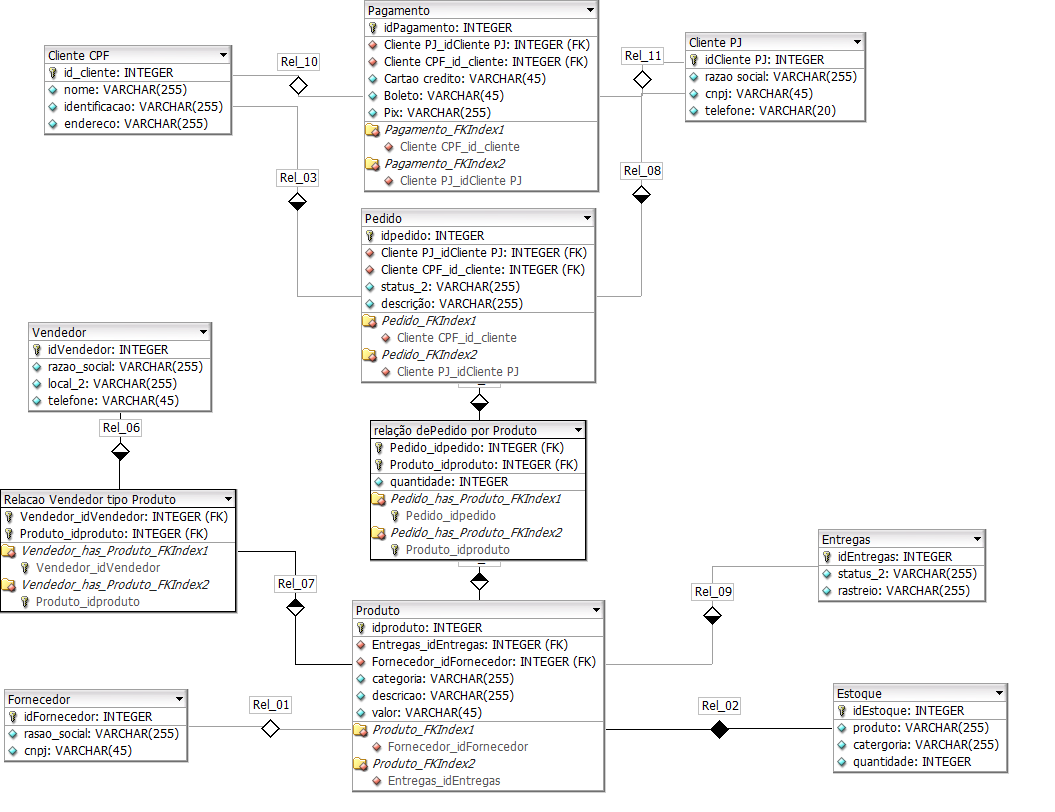 Pagamento
idPagamento: INTEGER
Cliente PJ_idCliente PJ: INTEGER (FK)
Cliente CPF_id_cliente: INTEGER (FK)
Cartao credito: VARCHAR(45)
Boleto: VARCHAR(45)
Pix: VARCHAR(255)
Pagamento_FKIndex1
Cliente CPF_id_cliente
Pagamento_FKIndex2
Cliente PJ_idCliente PJ
Cliente CPF
id_cliente: INTEGER
nome: VARCHAR(255)
identificacao: VARCHAR(255)
endereco: VARCHAR(255)
Rel_10
Rel_11
Cliente PJ
idCliente PJ: INTEGER
razao social: VARCHAR(255)
cnpj: VARCHAR(45)
telefone: VARCHAR(20)
Rel_03
Rel_08
Pedido
idpedido: INTEGER
Cliente PJ_idCliente PJ: INTEGER (FK)
Cliente CPF_id_cliente: INTEGER (FK)
status_2: VARCHAR(255)
descrição: VARCHAR(255)
Pedido_FKIndex1
Cliente CPF_id_cliente
Pedido_FKIndex2
Cliente PJ_idCliente PJ
Vendedor
idVendedor: INTEGER
razao_social: VARCHAR(255)
local_2: VARCHAR(255)
telefone: VARCHAR(45)
Rel_06
relação dePedido por Produto
Pedido_idpedido: INTEGER (FK)
Produto_idproduto: INTEGER (FK)
quantidade: INTEGER
Pedido_has_Produto_FKIndex1
Pedido_idpedido
Pedido_has_Produto_FKIndex2
Produto_idproduto
Relacao Vendedor tipo Produto
Vendedor_idVendedor: INTEGER (FK)
Produto_idproduto: INTEGER (FK)
Vendedor_has_Produto_FKIndex1
Vendedor_idVendedor
Vendedor_has_Produto_FKIndex2
Produto_idproduto
Rel_07
Entregas
idEntregas: INTEGER
status_2: VARCHAR(255)
rastreio: VARCHAR(255)
Rel_09
Produto
idproduto: INTEGER
Entregas_idEntregas: INTEGER (FK)
Fornecedor_idFornecedor: INTEGER (FK)
categoria: VARCHAR(255)
descricao: VARCHAR(255)
valor: VARCHAR(45)
Produto_FKIndex1
Fornecedor_idFornecedor
Produto_FKIndex2
Entregas_idEntregas
Fornecedor
idFornecedor: INTEGER
rasao_social: VARCHAR(255)
cnpj: VARCHAR(45)
Rel_01
Rel_02
Estoque
idEstoque: INTEGER
produto: VARCHAR(255)
catergoria: VARCHAR(255)
quantidade: INTEGER